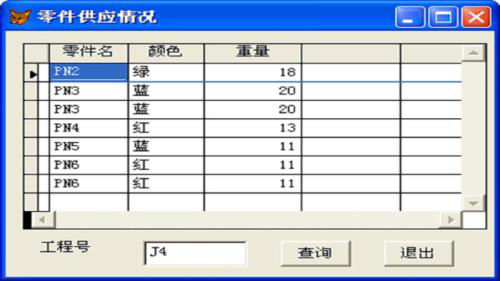 零件供应情况
零件名 颜色 重量
PN2 绿 18
PN3 蓝 20
PN3 蓝 20
PN4 红 13
PN5 蓝 11
PN6 红 11
PN6 红 11
工程号 J4 查询 退出